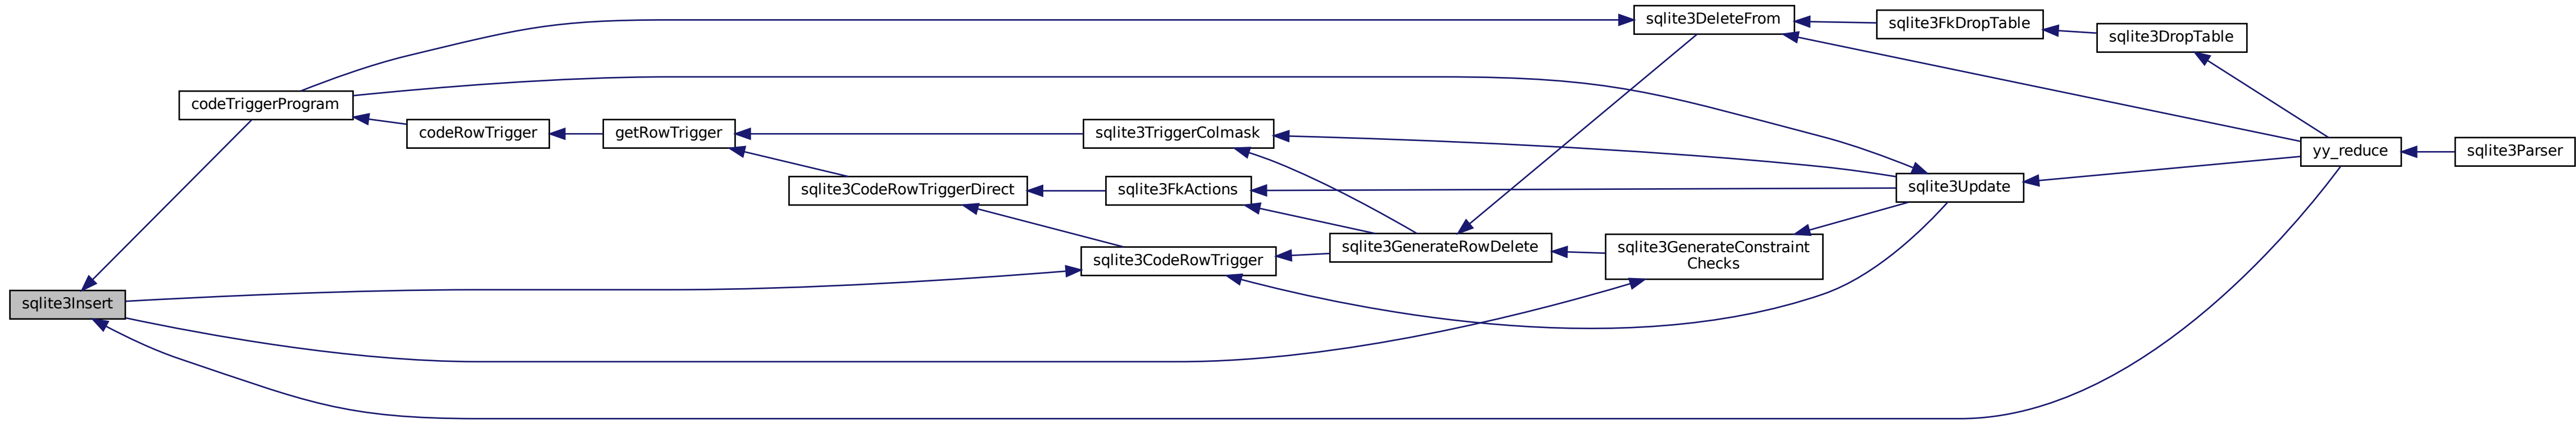 sqlite3DeleteFrom
sqlite3FkDropTable
sqlite3DropTable
codeTriggerProgram
codeRowTrigger
getRowTrigger
sqlite3TriggerColmask
yy_reduce
sqlite3Parser
sqlite3CodeRowTriggerDirect
sqlite3FkActions
sqlite3Update
sqlite3CodeRowTrigger
sqlite3GenerateRowDelete
sqlite3GenerateConstraint
Checks
sqlite3Insert